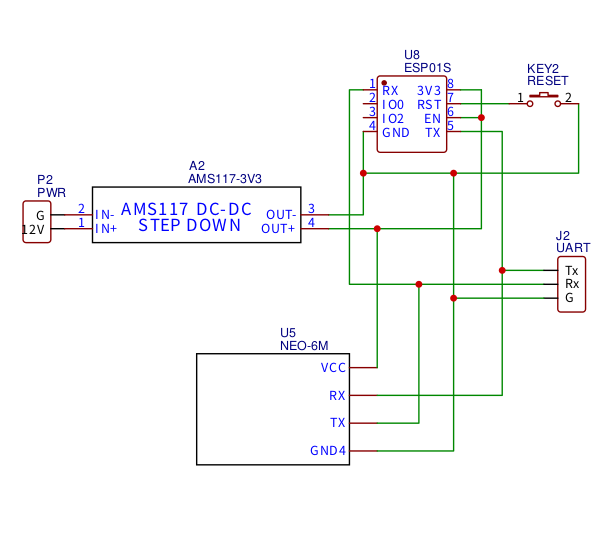 U8
ESP01S
1 RX 3V3 8
2 IO0 RST 7
3 IO2 EN 6
4 GND TX 5
KEY2
RESET
1 2
A2
AMS117-3V3
P2
PWR
G
12V
2 IN- AMS117 DC-DC OUT- 3
1 IN+ STEP DOWN OUT+ 4
J2
UART
Tx
Rx
G
U5
NEO-6M
VCC
RX
TX
GND4